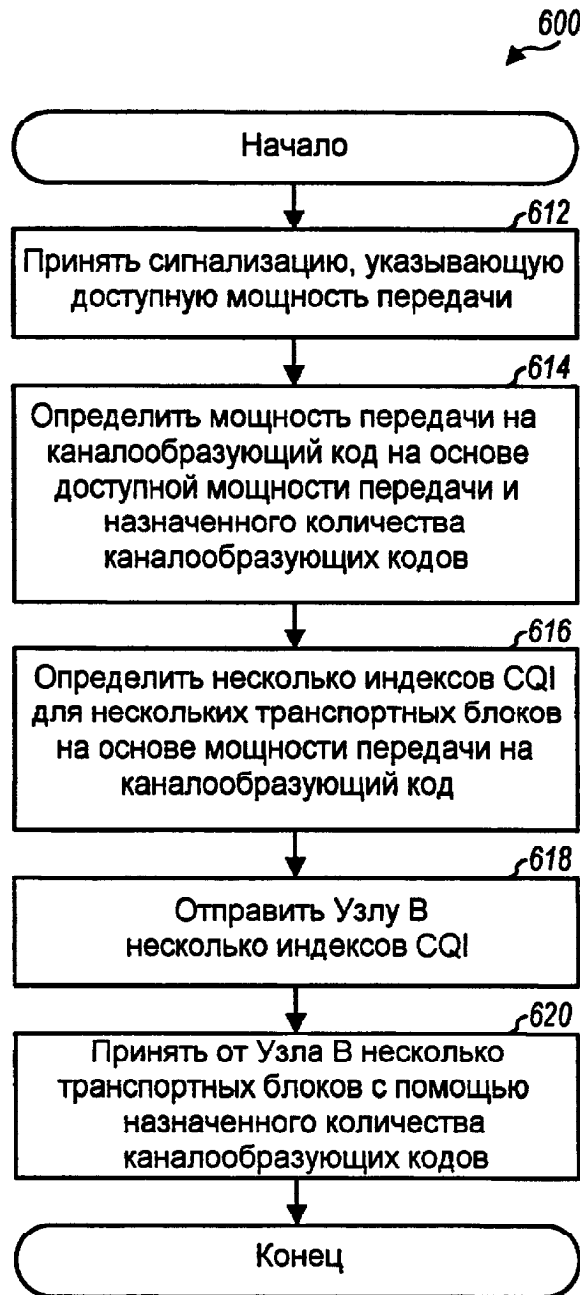 600
Начало
612
Принять сигнализацию, указывающую
доступную мощность передачи
614
Определить мощность передачи на
каналообразующий код на основе
доступной мощности передачи и
назначенного количества
каналообразующих кодов
616
Определить несколько индексов CQI
для нескольких транспортных блоков
на основе мощности передачи на
каналообразующий код
618
Отправить Узлу В
несколько индексов CQI
620
Принять от Узла В несколько
транспортных блоков с помощью
назначенного количества
каналообразующих кодов
Конец